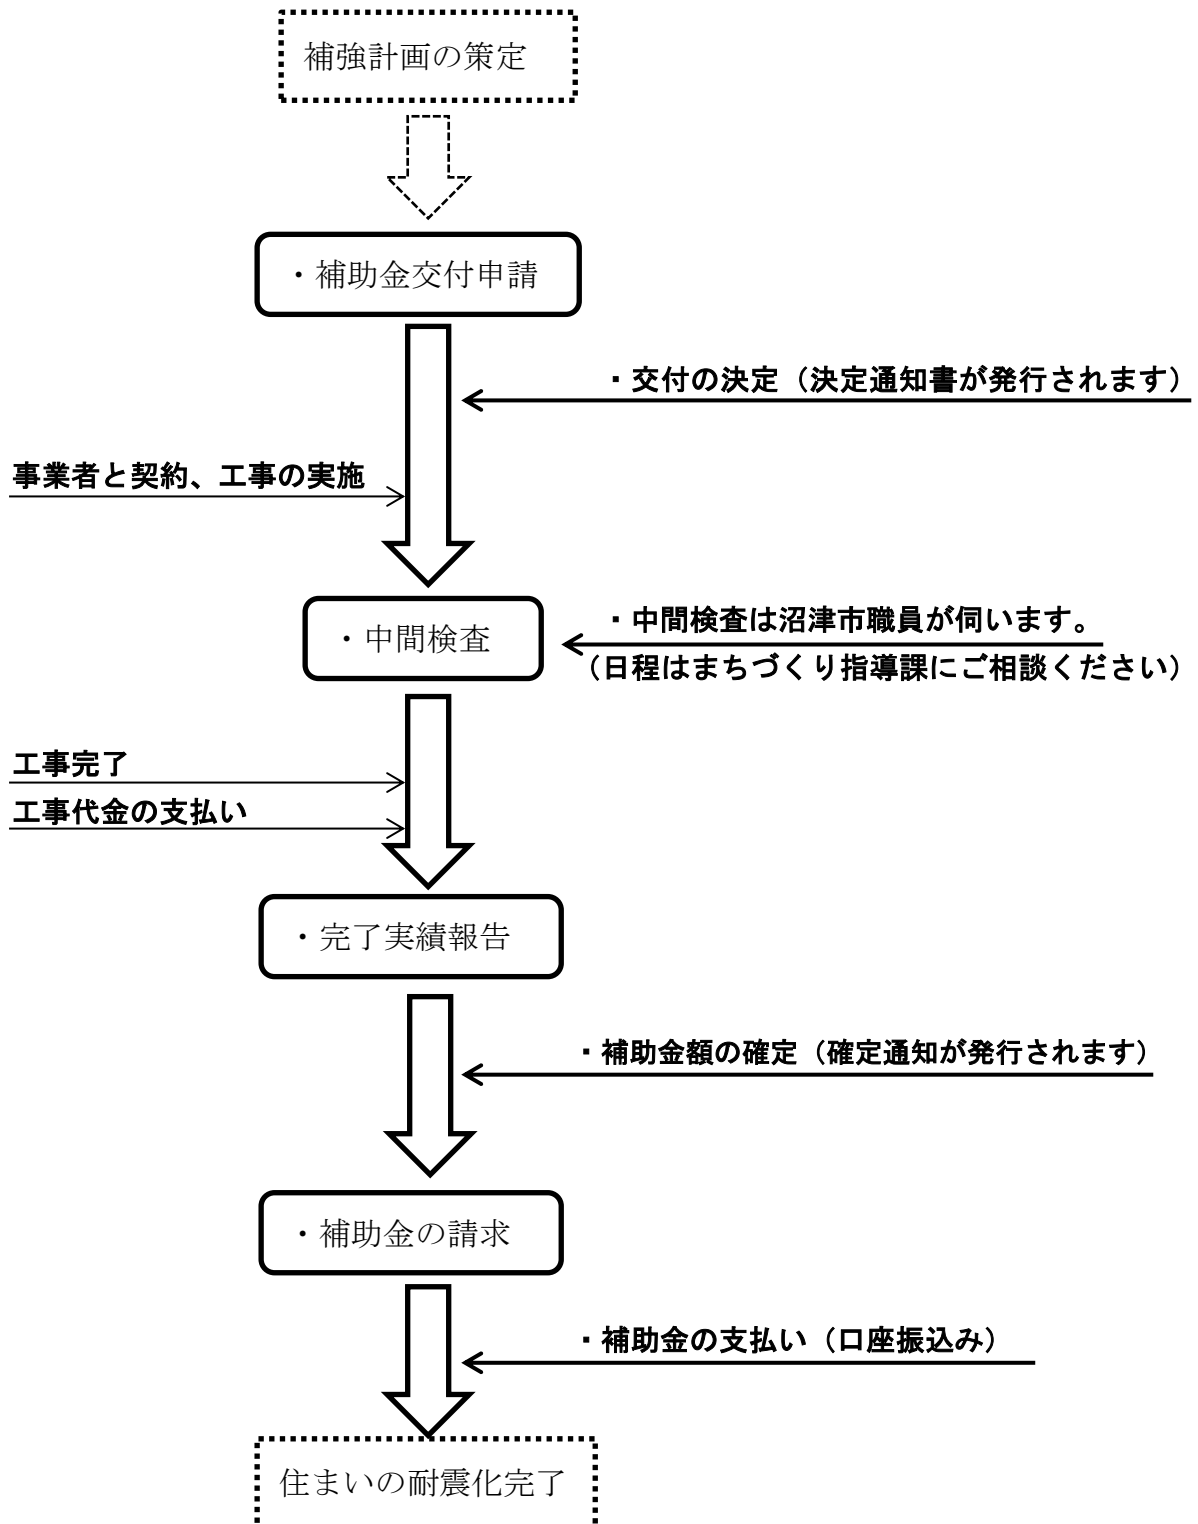 補強計画の策定
・補助金交付申請
・交付の決定（決定通知書が発行されます）
事業者と契約、工事の実施
・中間検査
・中間検査は沼津市職員が伺います。
（日程はまちづくり指導課にご相談ください）
工事完了
工事代金の支払い
・完了実績報告
・補助金額の確定（確定通知が発行されます）
・補助金の請求
・補助金の支払い（口座振込み）
住まいの耐震化完了